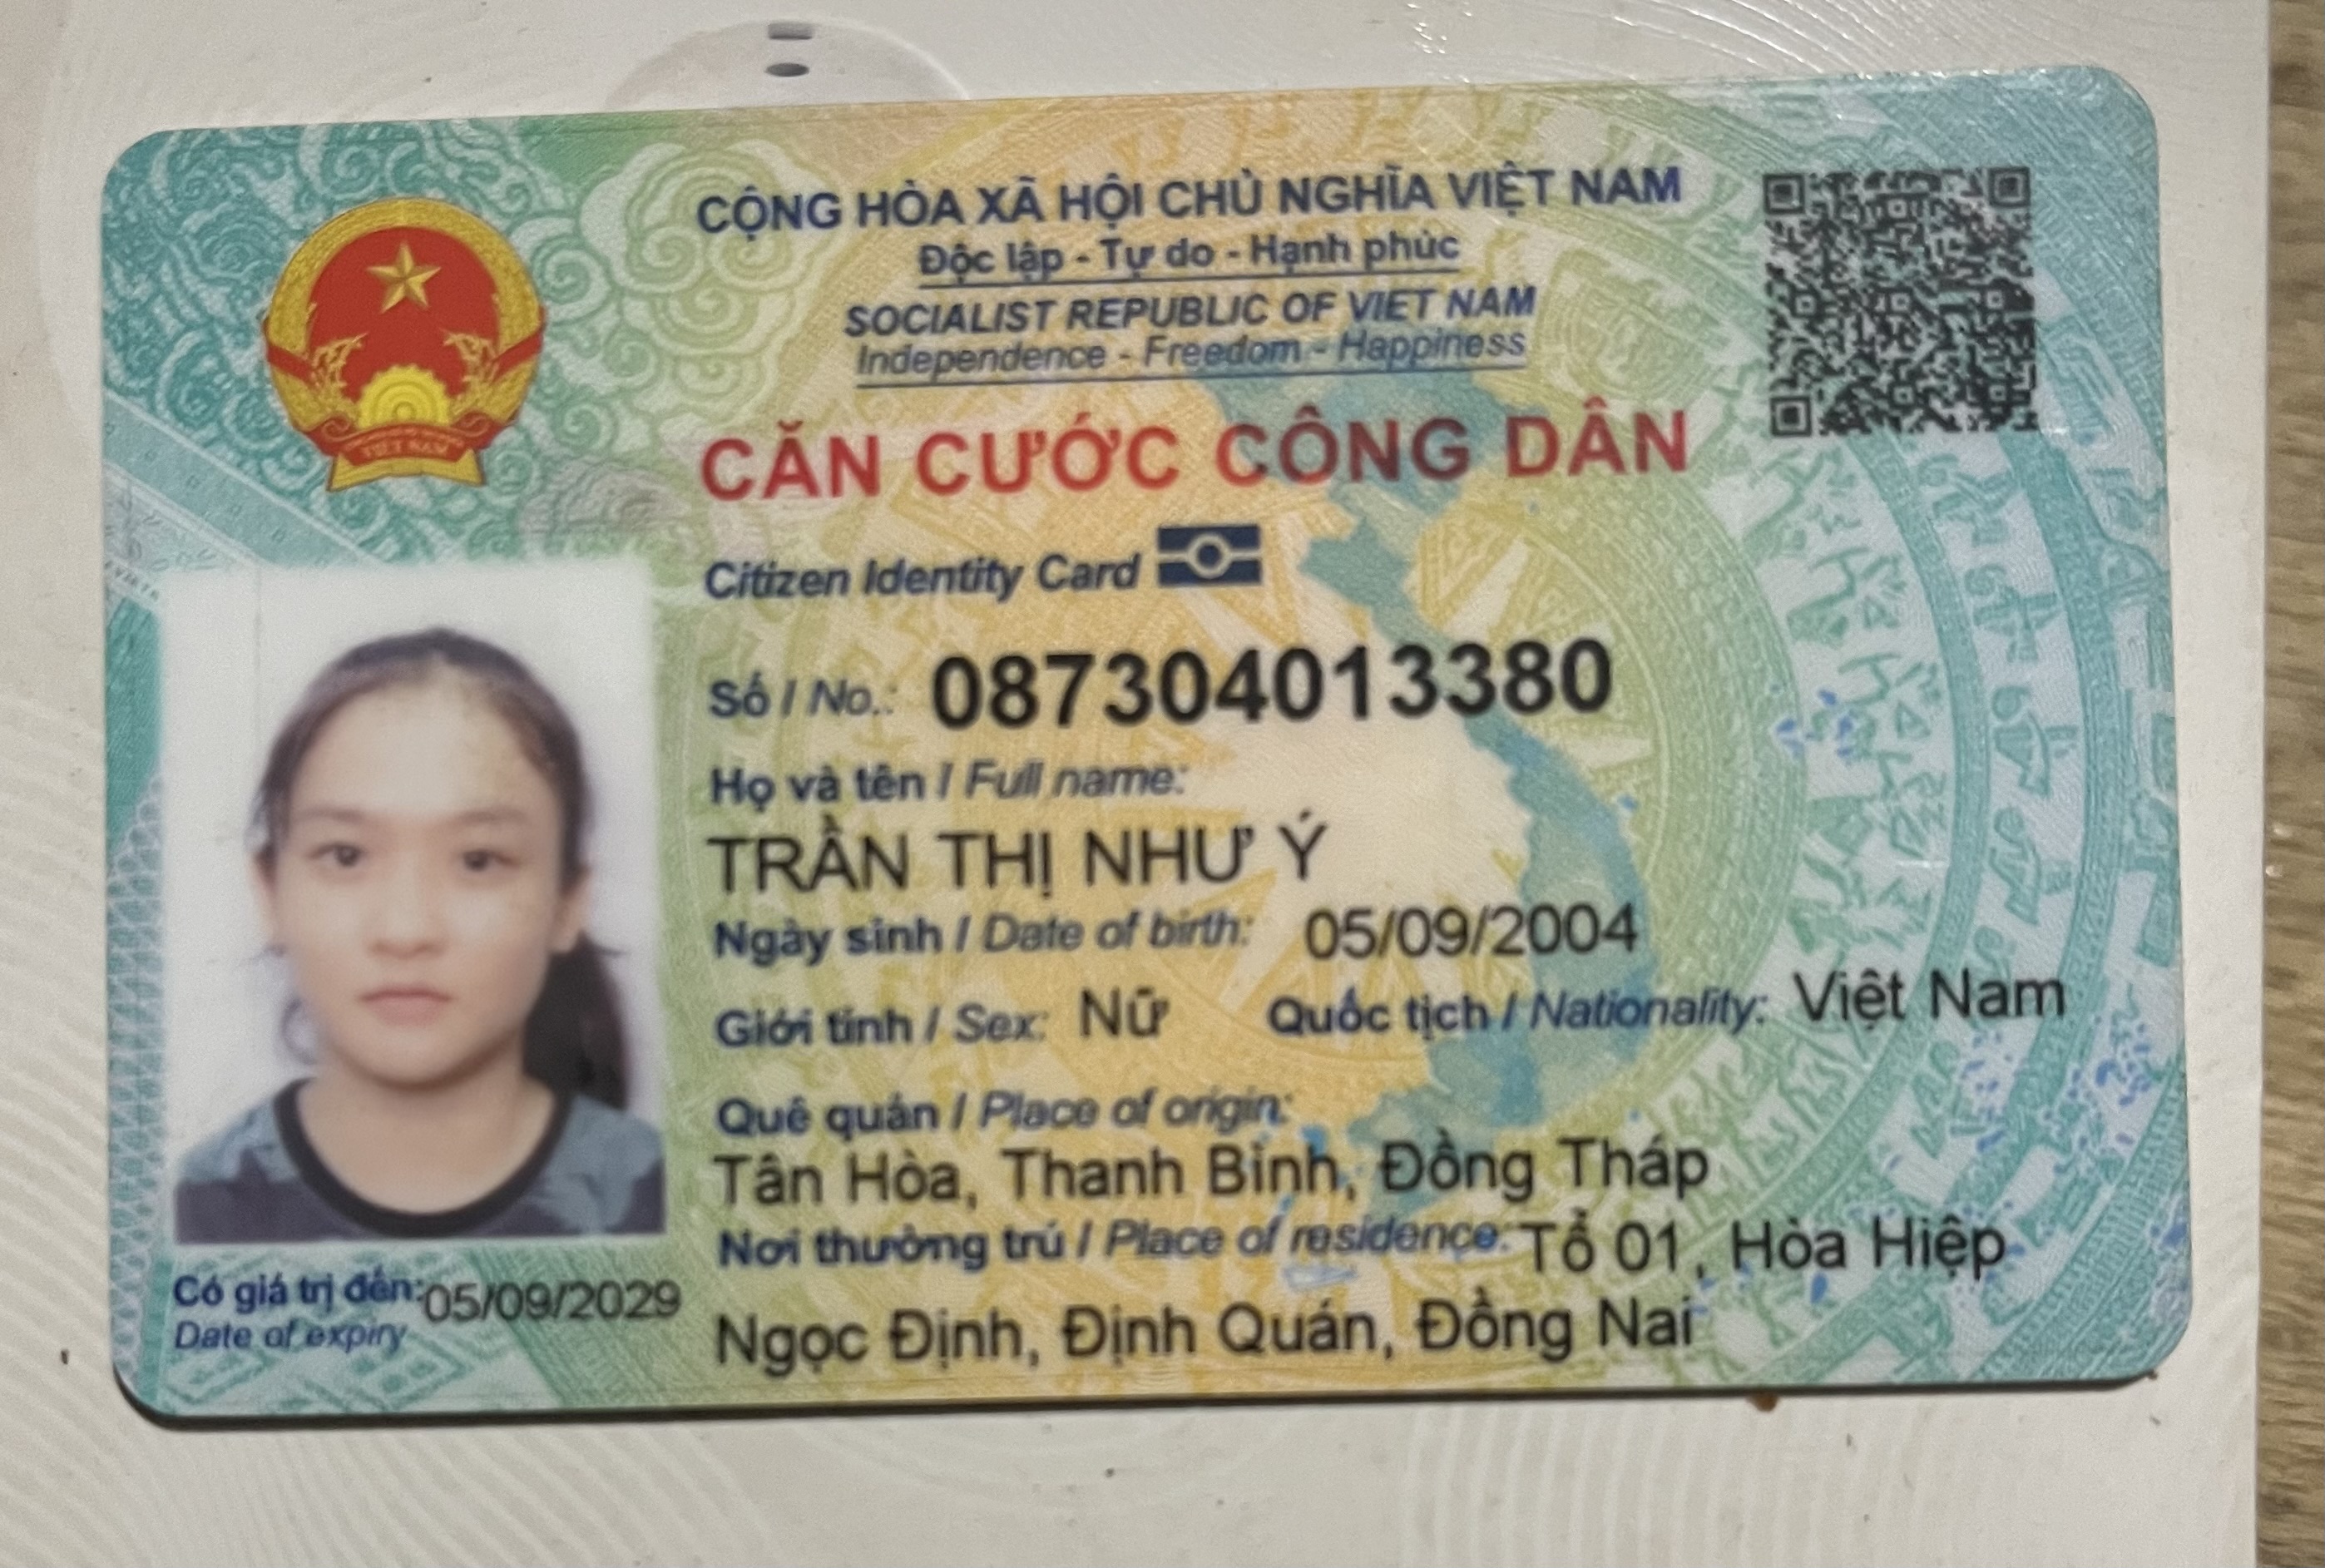 CỘNG HÒA XÃ HỘI CHỦ NGHĨA VIỆT NAM
Độc lập - Tự do - Hạnh phúc
SOCIALIST REPUBLIC OF VIET NAM
Independence - Freedom - Happiness
VIỆT NAM
CĂN CƯỚC CÔNG DÂN
Citizen Identity Card
Số / No.: 087304013380
Họ và tên / Full name:
TRẦN THỊ NHƯ Ý
Ngày sinh / Date of birth: 05/09/2004
Giới tính / Sex: Nữ Quốc tịch / Nationality: Việt Nam
Quê quán / Place of origin:
Tân Hòa, Thanh Bình, Đồng Tháp
Nơi thường trú / Place of residence: Tổ 01, Hòa Hiệp
Ngọc Định, Định Quán, Đồng Nai
Có giá trị đến: 05/09/2029
Date of expiry